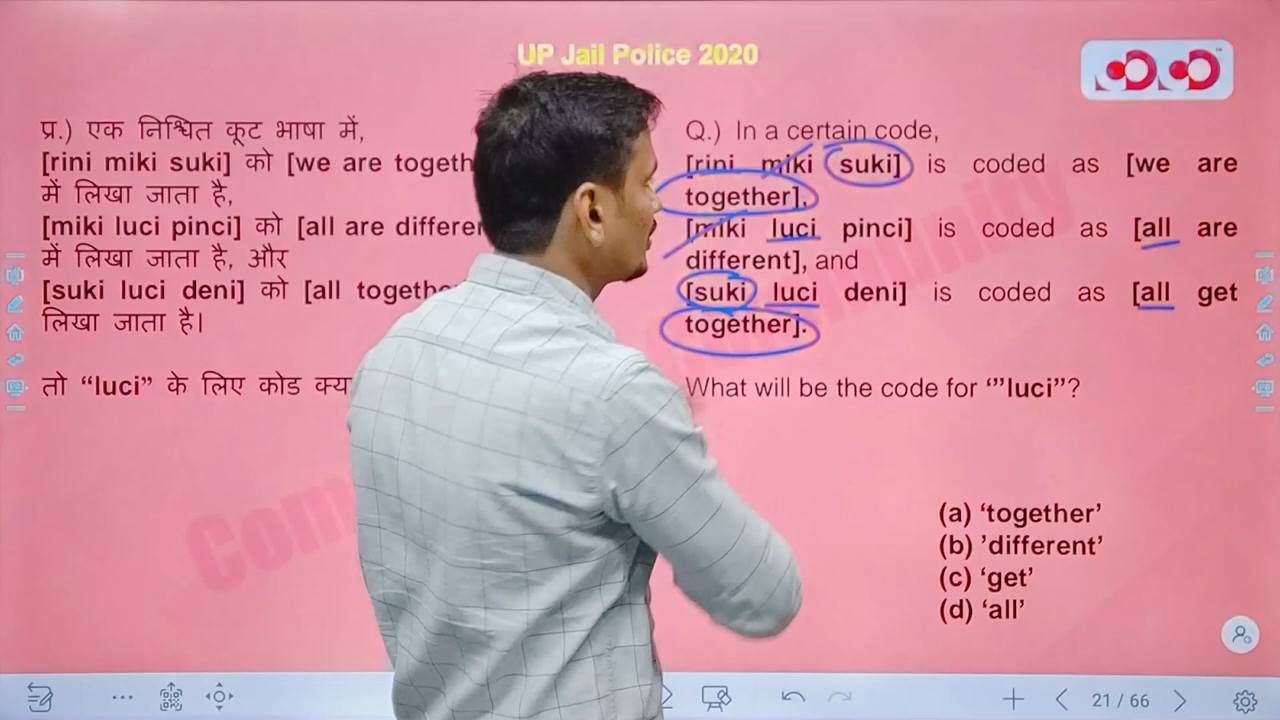 UP Jail Police 2020
प्र.) एक निश्चित कूट भाषा में,
[rini miki suki] को [we are
में लिखा जाता है,
[miki luci pinci] को [all are
में लिखा जाता है, और
[suki luci deni] को [all
लिखा जाता है।
तो “luci” के लिए कोड
Q.) In a certain code,
[rini miki suki] is coded as [we are
together],
[miki luci pinci] is coded as [all are
different], and
[suki luci deni] is coded as [all get
together].
What will be the code for ‘”luci”?
(a) ‘together’
(b) ’different’
(c) ‘get’
(d) ‘all’
21 / 66